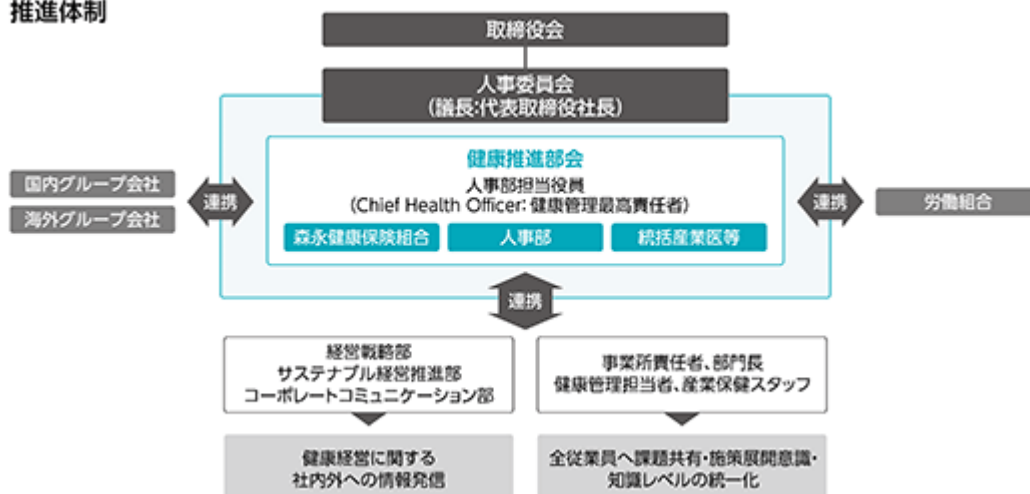 推進体制
取締役会
人事委員会
(議長:代表取締役社長)
健康推進部会
人事部担当役員
(Chief Health Officer:健康管理最高責任者)
森永健康保険組合
人事部
統括産業医等
国内グループ会社
海外グループ会社
連携
連携
労働組合
連携
経営戦略部
サステナブル経営推進部
コーポレートコミュニケーション部
事業所責任者、部門長
健康管理担当者、産業保健スタッフ
健康経営に関する
社内外への情報発信
全従業員へ課題共有・施策展開意識・
知識レベルの統一化